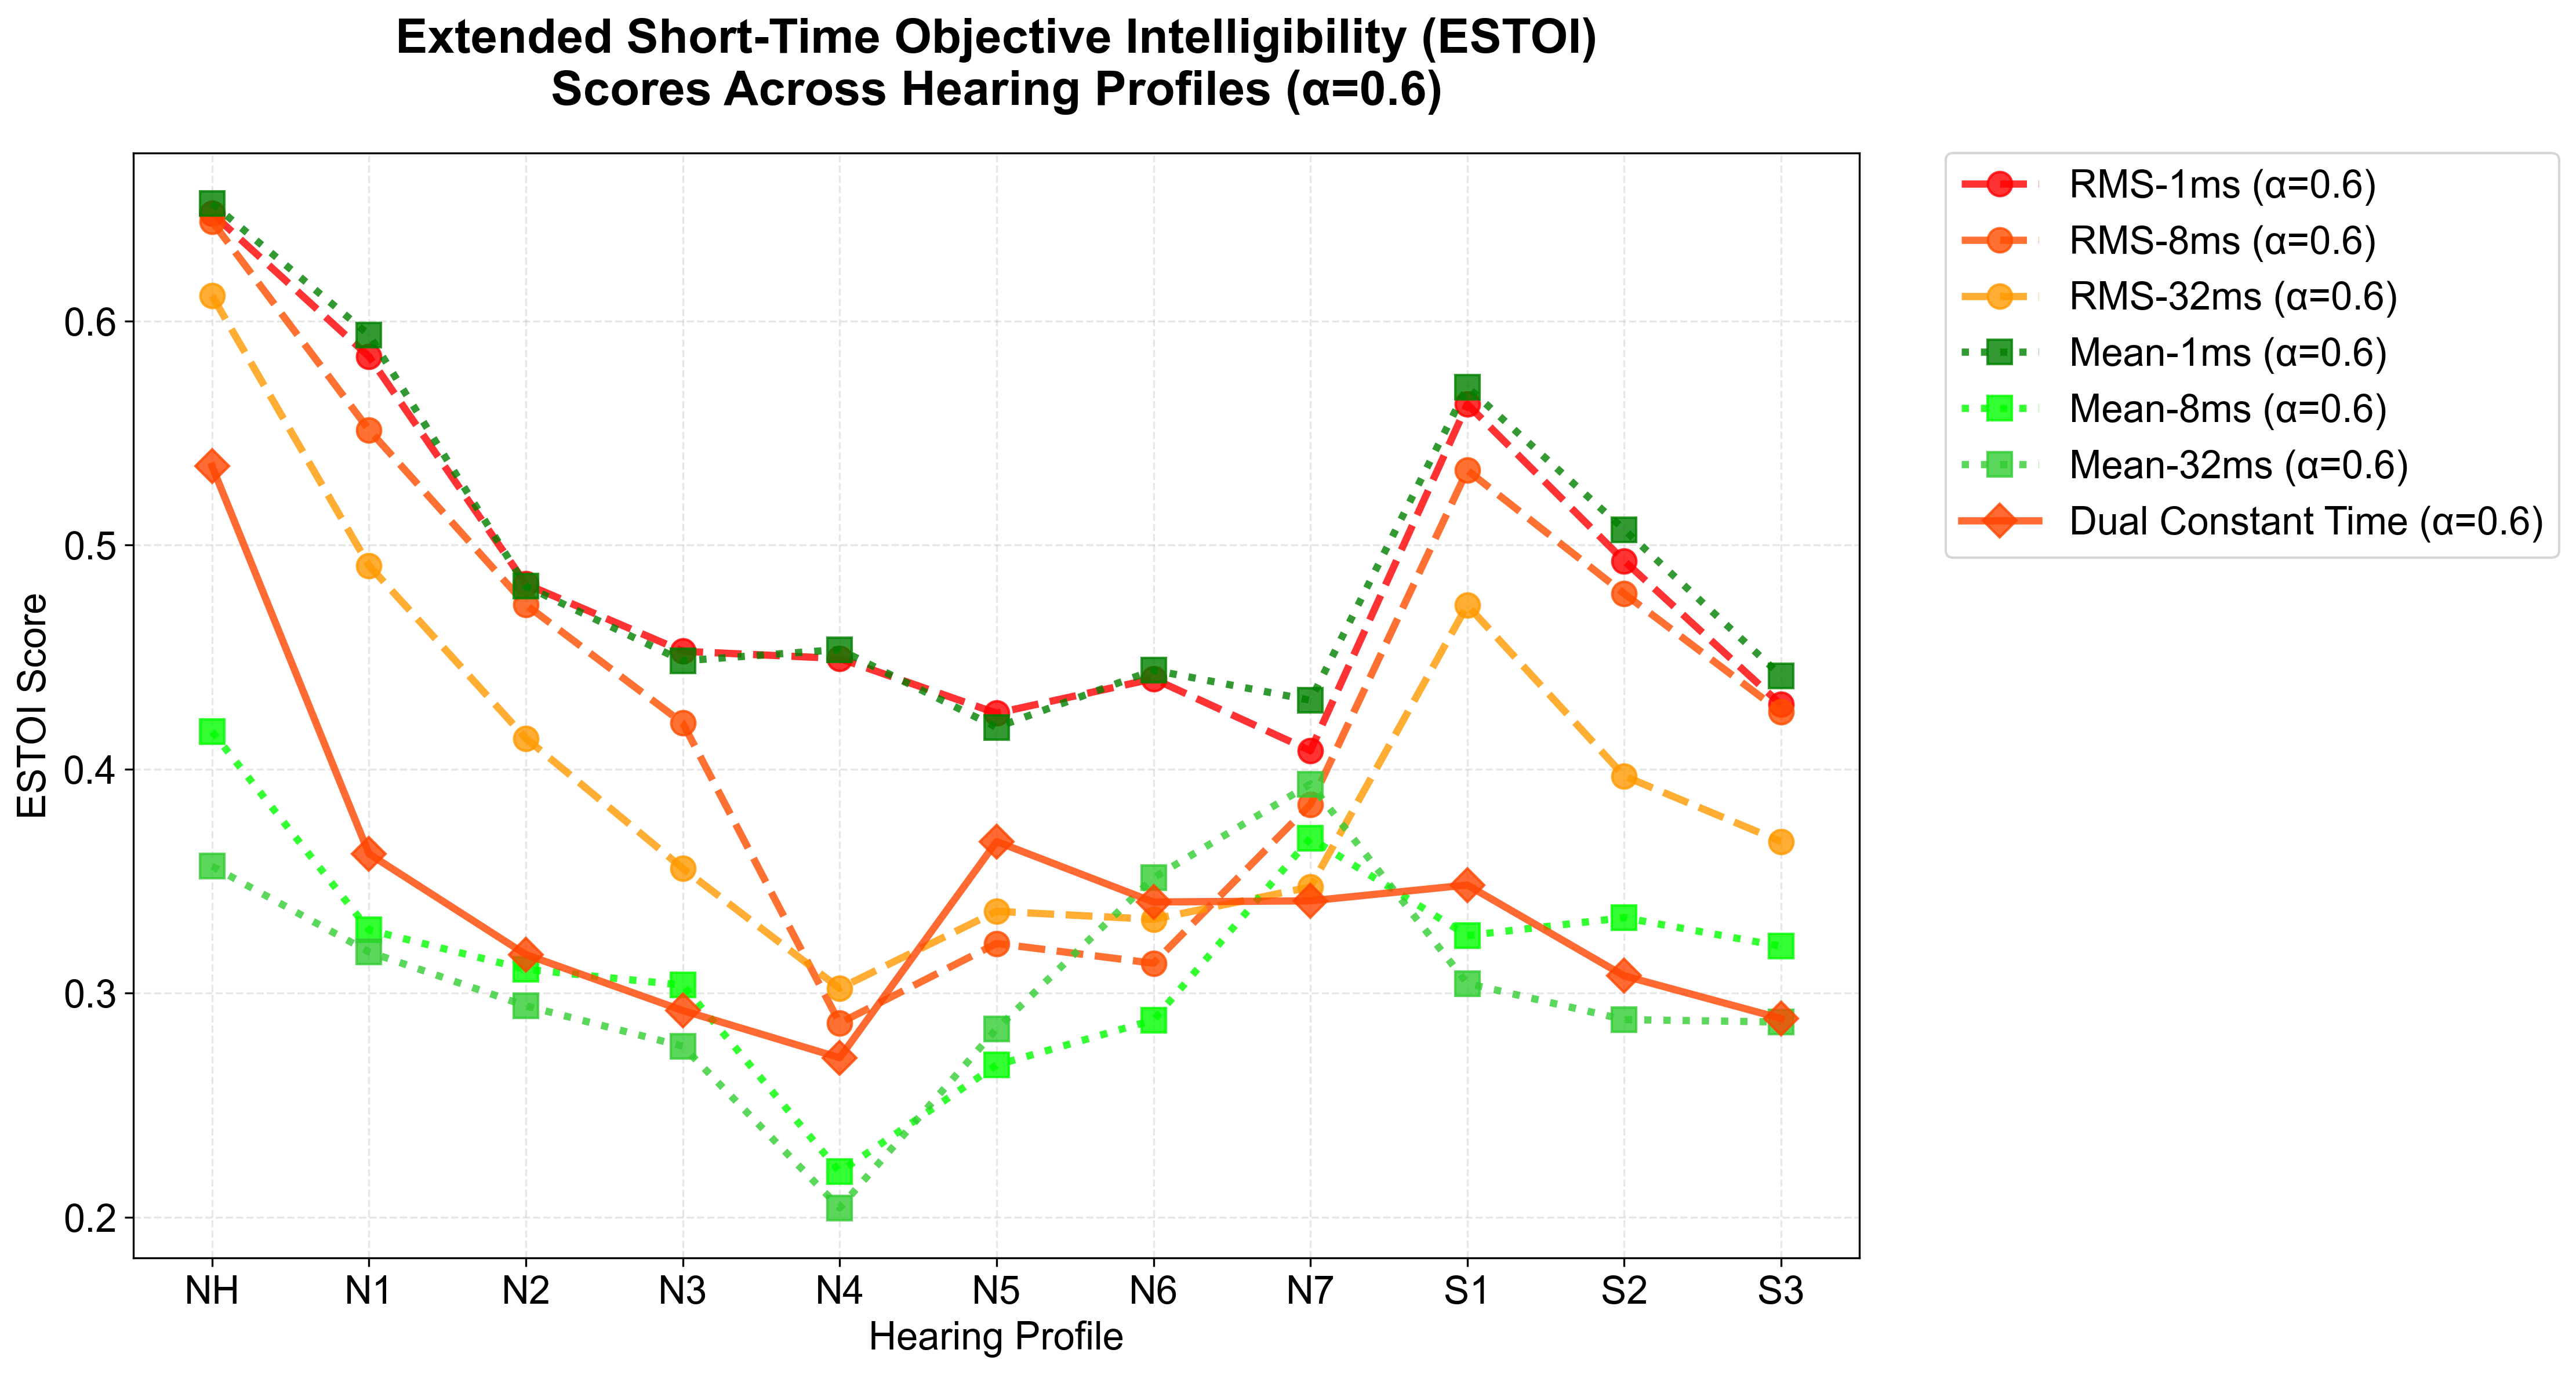 Extended Short-Time Objective Intelligibility (ESTOI)
Scores Across Hearing Profiles (α=0.6)
ESTOI Score
0.6
0.5
0.4
0.3
0.2
NH N1 N2 N3 N4 N5 N6 N7 S1 S2 S3
Hearing Profile
RMS-1ms (α=0.6)
RMS-8ms (α=0.6)
RMS-32ms (α=0.6)
Mean-1ms (α=0.6)
Mean-8ms (α=0.6)
Mean-32ms (α=0.6)
Dual Constant Time (α=0.6)